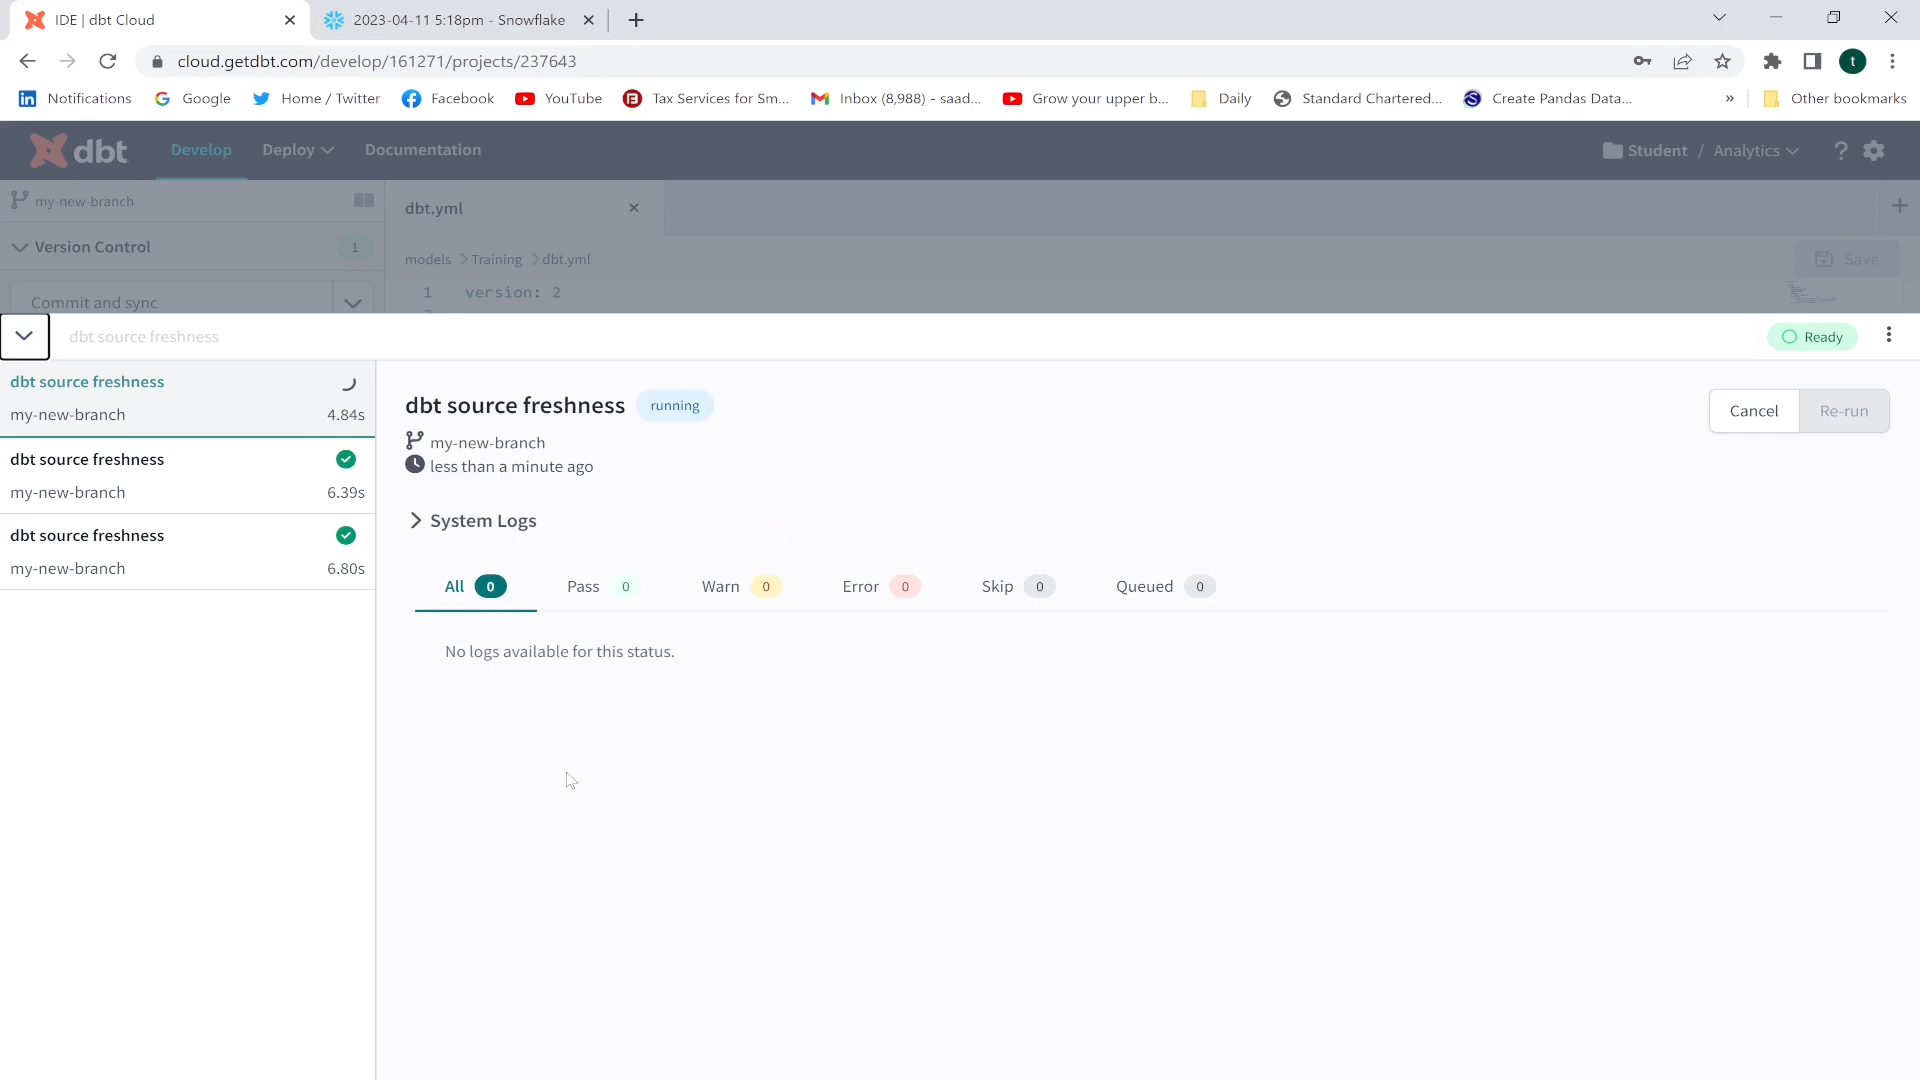 IDE | dbt Cloud
2023-04-11 5:18pm - Snowflake
cloud.getdbt.com/develop/161271/projects/237643
t
Notifications
Google
Home / Twitter
Facebook
YouTube
Tax Services for Sm...
Inbox (8,988) - saad...
Grow your upper b...
Daily
Standard Chartered...
Create Pandas Data...
»
Other bookmarks
dbt
Develop
Deploy
Documentation
Student / Analytics
?
my-new-branch
dbt.yml
Version Control 1
models > Training > dbt.yml
Save
Commit and sync
1 version: 2
dbt source freshness
Ready
dbt source freshness
my-new-branch 4.84s
dbt source freshness
my-new-branch 6.39s
dbt source freshness
my-new-branch 6.80s
dbt source freshness running
Cancel Re-run
my-new-branch
less than a minute ago
System Logs
All 0 Pass 0 Warn 0 Error 0 Skip 0 Queued 0
No logs available for this status.